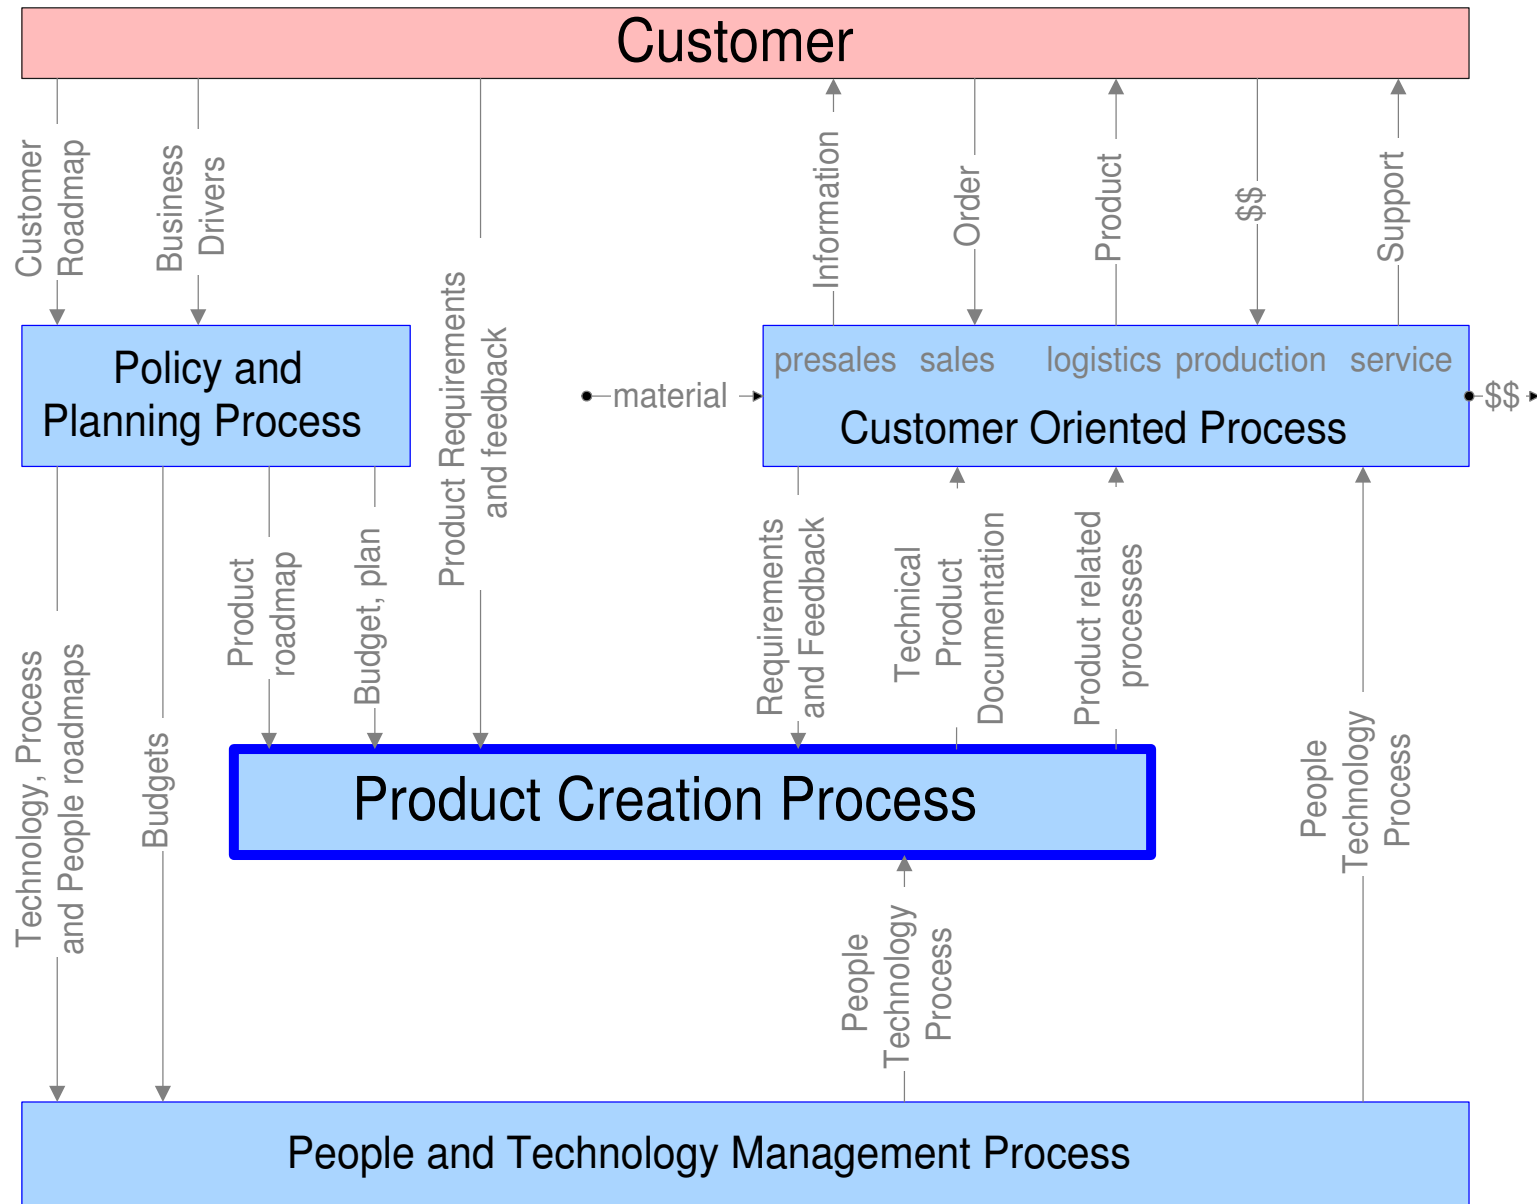 Customer
Customer
Roadmap
Business
Drivers
Product Requirements
and feedback
Information
Order
Product
$$
Support
Policy and
Planning Process
material
presales sales logistics production service
Customer Oriented Process
$$
Technology, Process
and People roadmaps
Budgets
Product
roadmap
Budget, plan
Requirements
and Feedback
Technical
Product
Documentation
Product related
processes
People
Technology
Process
Product Creation Process
People
Technology
Process
People and Technology Management Process